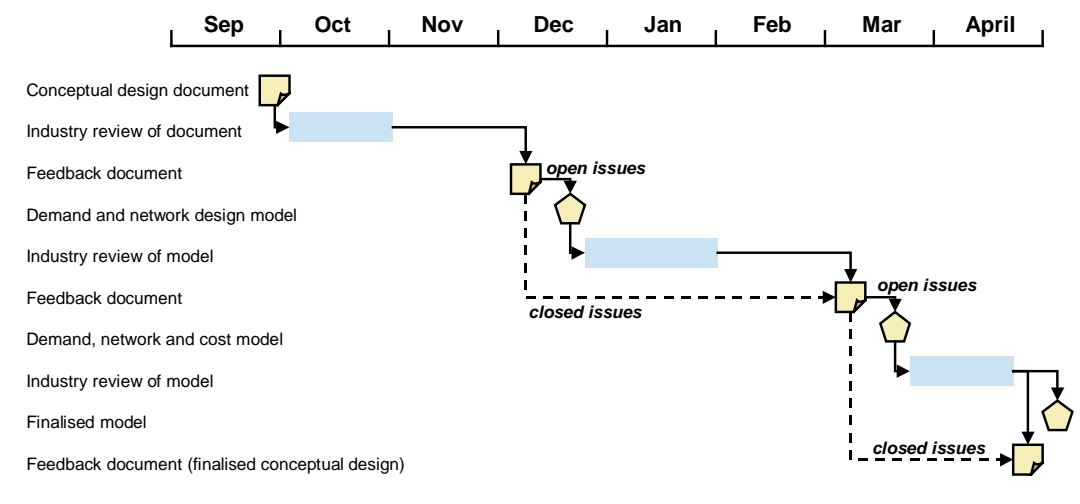 Sep Oct Nov Dec Jan Feb Mar April
Conceptual design document
Industry review of document
Feedback document
open issues
Demand and network design model
Industry review of model
Feedback document
open issues
closed issues
Demand, network and cost model
Industry review of model
Finalised model
closed issues
Feedback document (finalised conceptual design)